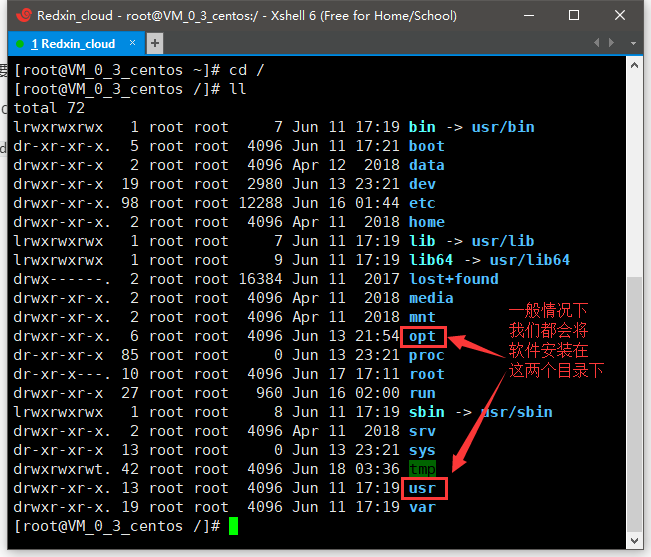 Redxin_cloud - root@VM_0_3_centos:/ - Xshell 6 (Free for Home/School)
1 Redxin_cloud × +
[root@VM_0_3_centos ~]# cd /
[root@VM_0_3_centos /]# ll
total 72
lrwxrwxrwx   1 root root     7 Jun 11 17:19 bin -> usr/bin
dr-xr-xr-x.  5 root root  4096 Jun 11 17:21 boot
drwxr-xr-x   2 root root  4096 Apr 12  2018 data
drwxr-xr-x  19 root root  2980 Jun 13 23:21 dev
drwxr-xr-x. 98 root root 12288 Jun 16 01:44 etc
drwxr-xr-x.  2 root root  4096 Apr 11  2018 home
lrwxrwxrwx   1 root root     7 Jun 11 17:19 lib -> usr/lib
lrwxrwxrwx   1 root root     9 Jun 11 17:19 lib64 -> usr/lib64
drwx------.  2 root root 16384 Jun 11  2017 lost+found
drwxr-xr-x.  2 root root  4096 Apr 11  2018 media
drwxr-xr-x.  2 root root  4096 Apr 11  2018 mnt
drwxr-xr-x.  6 root root  4096 Jun 13 21:54 opt
dr-xr-xr-x  85 root root     0 Jun 13 23:21 proc
dr-xr-x---. 10 root root  4096 Jun 17 17:11 root
drwxr-xr-x  27 root root   960 Jun 16 02:00 run
lrwxrwxrwx   1 root root     8 Jun 11 17:19 sbin -> usr/sbin
drwxr-xr-x.  2 root root  4096 Apr 11  2018 srv
dr-xr-xr-x  13 root root     0 Jun 13 23:21 sys
drwxrwxrwt. 42 root root  4096 Jun 18 03:36 tmp
drwxr-xr-x. 13 root root  4096 Jun 11 17:19 usr
drwxr-xr-x. 19 root root  4096 Jun 11 17:19 var
[root@VM_0_3_centos /]#
一般情况下
我们都会将
软件安装在
这两个目录下